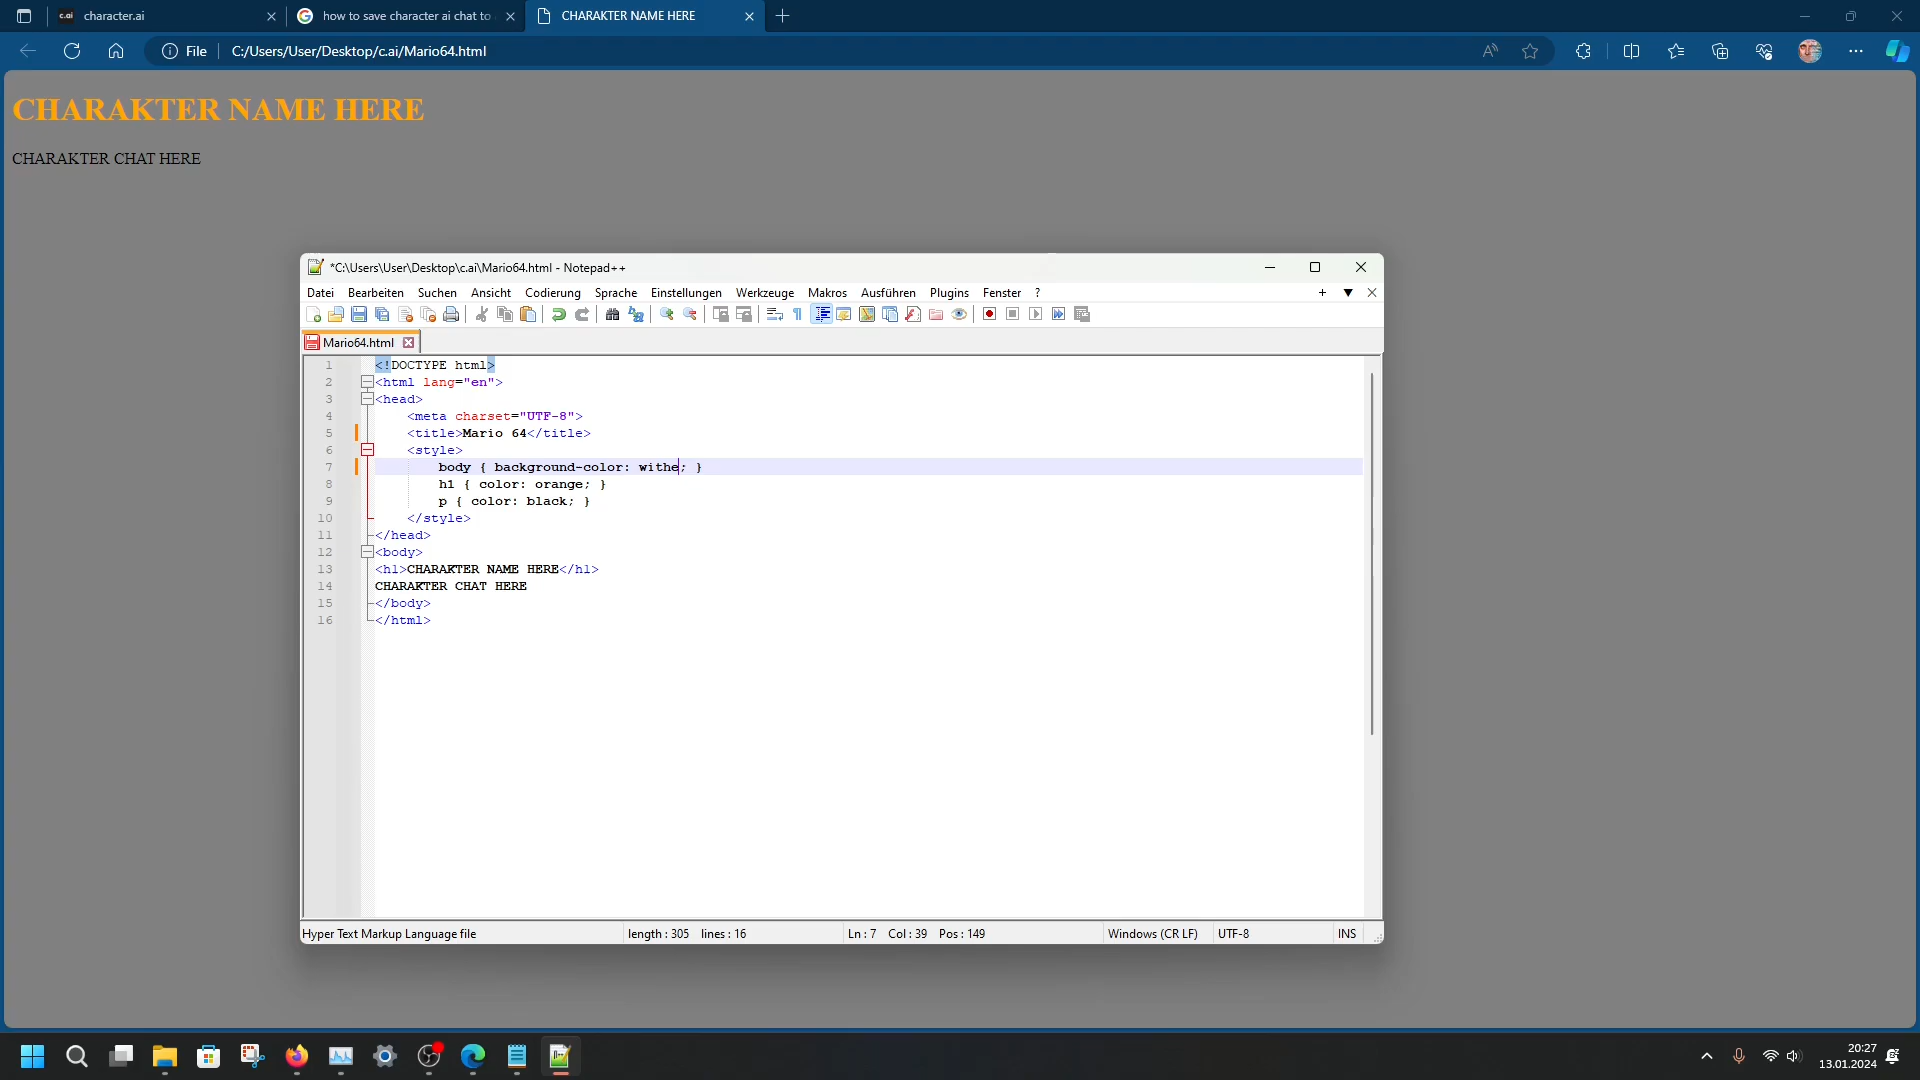 character.ai
how to save character ai chat to
CHARAKTER NAME HERE
File
C:/Users/User/Desktop/c.ai/Mario64.html
CHARAKTER NAME HERE
CHARAKTER CHAT HERE
*C:\Users\User\Desktop\c.ai\Mario64.html - Notepad++
Datei Bearbeiten Suchen Ansicht Codierung Sprache Einstellungen Werkzeuge Makros Ausführen Plugins Fenster ?
Mario64.html
1 <!DOCTYPE html>
2 <html lang="en">
3 <head>
4 <meta charset="UTF-8">
5 <title>Mario 64</title>
6 <style>
7 body { background-color: withe; }
8 h1 { color: orange; }
9 p { color: black; }
10 </style>
11 </head>
12 <body>
13 <h1>CHARAKTER NAME HERE</h1>
14 CHARAKTER CHAT HERE
15 </body>
16 </html>
Hyper Text Markup Language file length : 305 lines : 16 Ln : 7 Col : 39 Pos : 149 Windows (CR LF) UTF-8 INS
20:27
13.01.2024